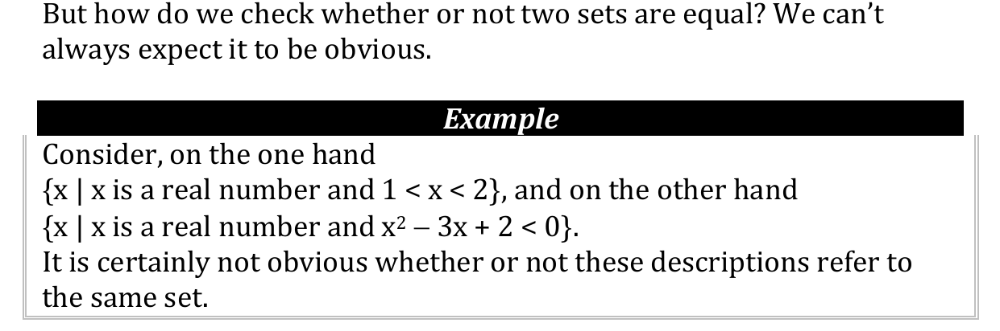 But how do we check whether or not two sets are equal? We can’t
always expect it to be obvious.
Example
Consider, on the one hand
{x | x is a real number and 1 < x < 2}, and on the other hand
{x | x is a real number and x² – 3x + 2 < 0}.
It is certainly not obvious whether or not these descriptions refer to
the same set.